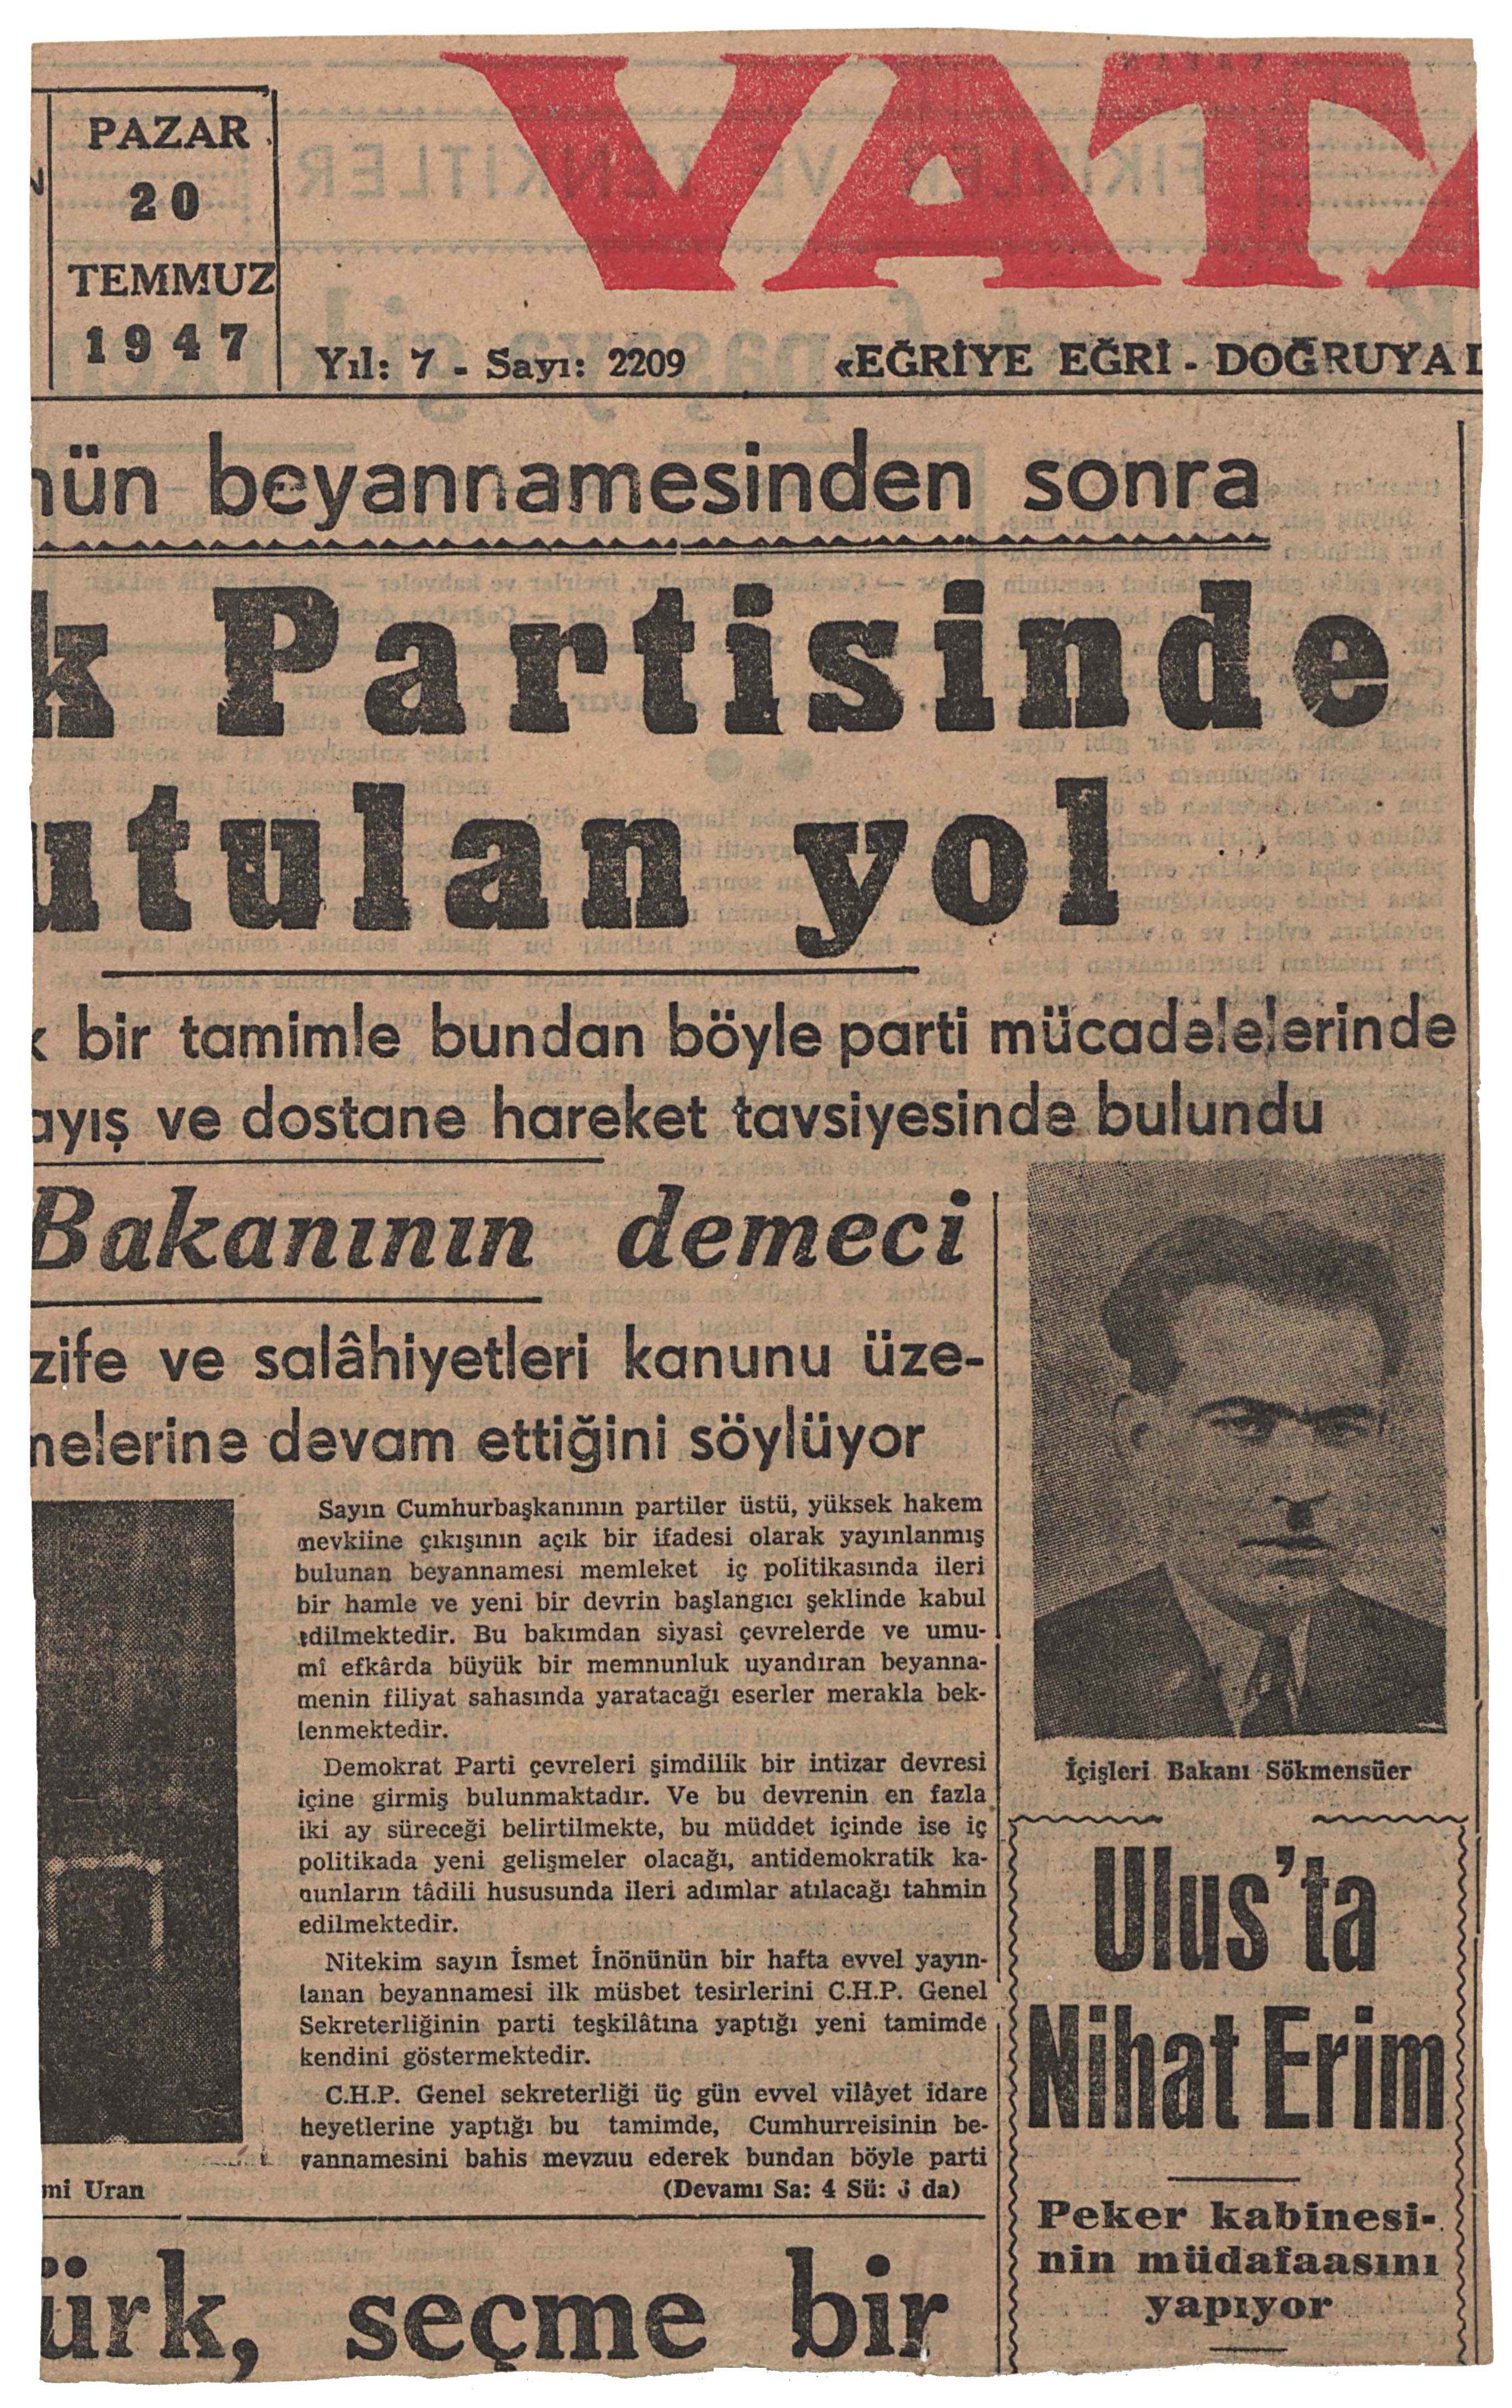 PAZAR
20
TEMMUZ
1947
VATA
Yıl: 7 - Sayı: 2209
«EĞRİYE EĞRİ - DOĞRUYA
nün beyannamesinden sonra
k Partisinde
utulan yol
k bir tamimle bundan böyle parti mücadelelerinde
ayış ve dostane hareket tavsiyesinde bulundu
Bakanının demeci
zife ve salâhiyetleri kanunu üze-
melerine devam ettiğini söylüyor
Sayın Cumhurbaşkanının partiler üstü, yüksek hakem
mevkiine çıkışının açık bir ifadesi olarak yayınlanmış
bulunan beyannamesi memleket iç politikasında ileri
bir hamle ve yeni bir devrin başlangıcı şeklinde kabul
edilmektedir. Bu bakımdan siyasî çevrelerde ve umu-
mî efkârda büyük bir memnunluk uyandıran beyanna-
menin filiyat sahasında yaratacağı eserler merakla bek-
lenmektedir.
Demokrat Parti çevreleri şimdilik bir intizar devresi
içine girmiş bulunmaktadır. Ve bu devrenin en fazla
iki ay süreceği belirtilmekte, bu müddet içinde ise iç
politikada yeni gelişmeler olacağı, antidemokratik ka-
nunların tâdili hususunda ileri adımlar atılacağı tahmin
edilmektedir.
Nitekim sayın İsmet İnönünün bir hafta evvel yayın-
lanan beyannamesi ilk müsbet tesirlerini C.H.P. Genel
Sekreterliğinin parti teşkilâtına yaptığı yeni tamimde
kendini göstermektedir.
C.H.P. Genel sekreterliği üç gün evvel vilâyet idare
heyetlerine yaptığı bu tamimde, Cumhurreisinin be-
yannamesini bahis mevzuu ederek bundan böyle parti
(Devamı Sa: 4 Sü: 3 da)
mi Uran
ürk, seçme bir
İçişleri Bakanı Sökmensüer
Ulus'ta
Nihat Erim
Peker kabinesi-
nin müdafaasını
yapıyor